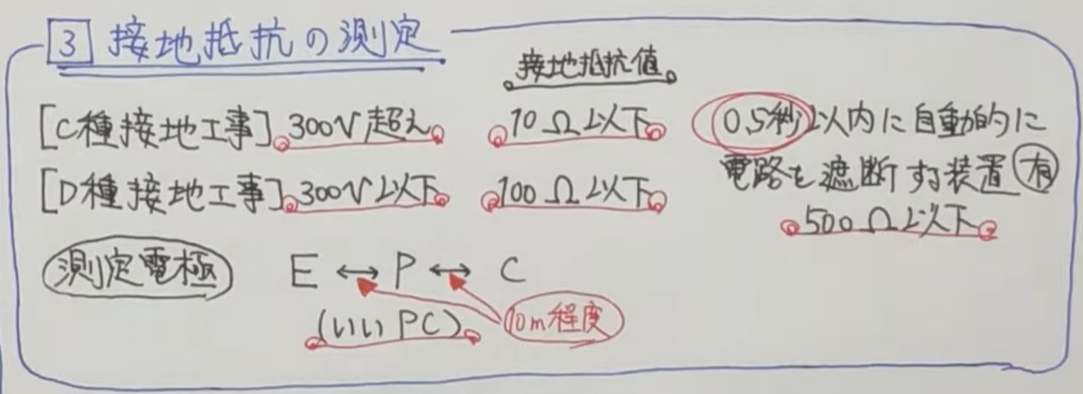 3 接地抵抗の測定
接地抵抗値
[C種接地工事] 300V超え 10Ω以下 0.5秒以内に自動的に
電路を遮断する装置有
[D種接地工事] 300V以下 100Ω以下
500Ω以下
測定電極 E ↔ P ↔ C
(いいPC) 10m程度